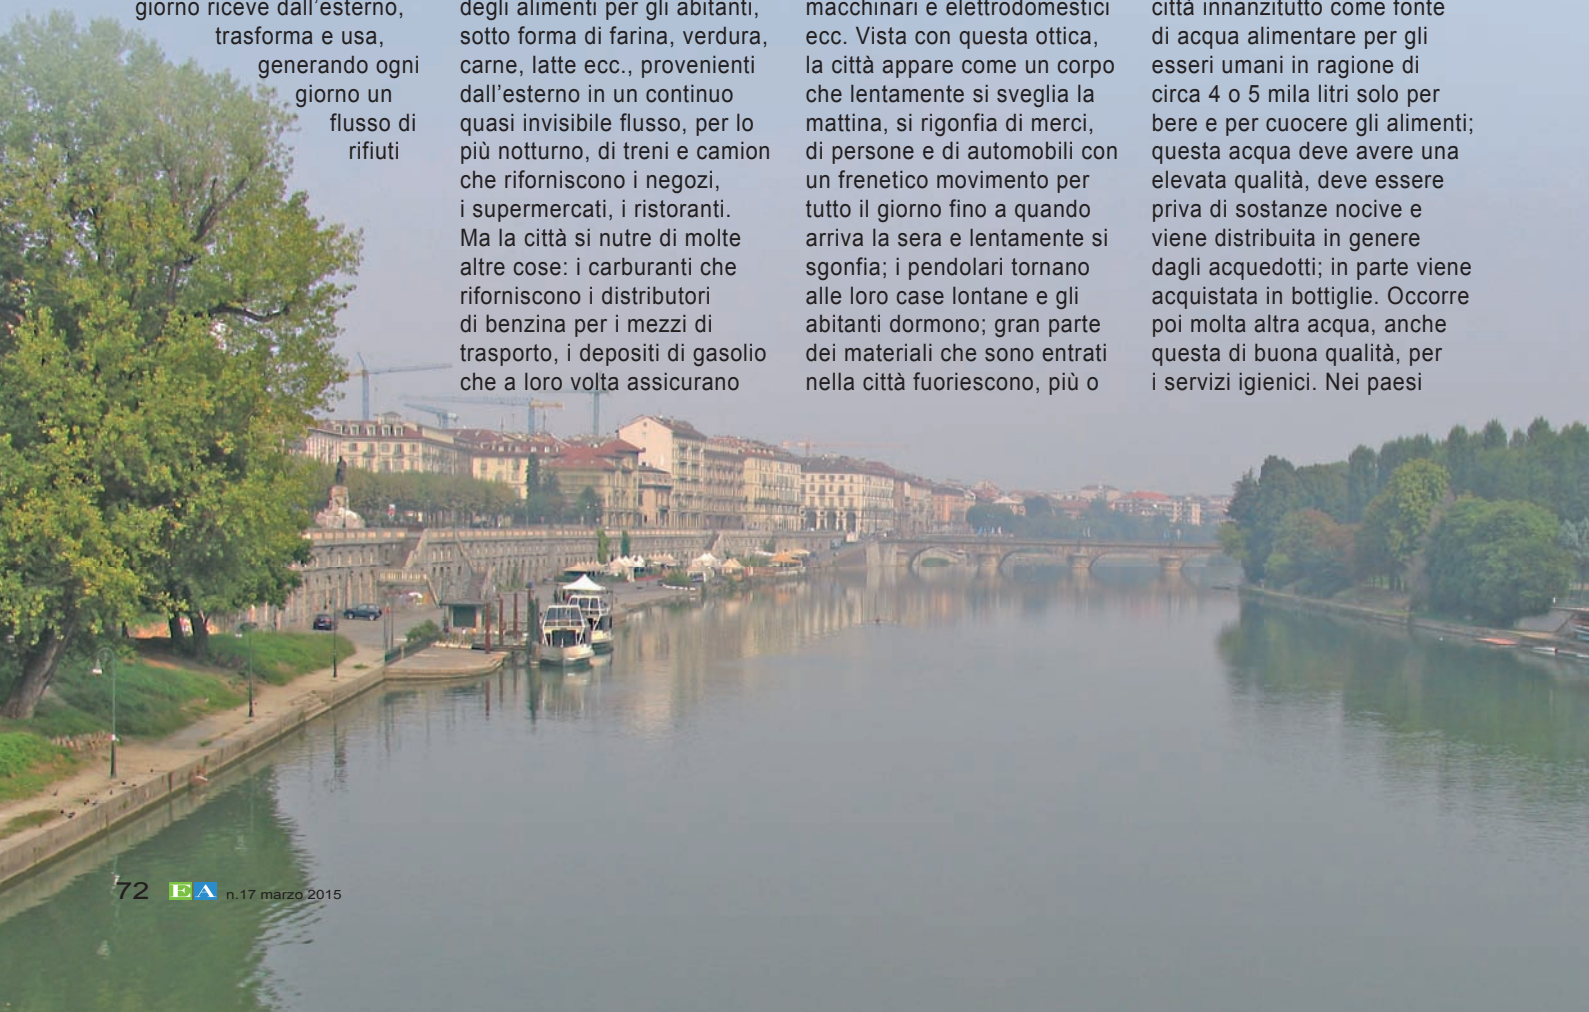 giorno riceve dall'esterno,
trasforma e usa,
generando ogni
giorno un
flusso di
rifiuti
degli alimenti per gli abitanti,
sotto forma di farina, verdura,
carne, latte ecc., provenienti
dall'esterno in un continuo
quasi invisibile flusso, per lo
più notturno, di treni e camion
che riforniscono i negozi,
i supermercati, i ristoranti.
Ma la città si nutre di molte
altre cose: i carburanti che
riforniscono i distributori
di benzina per i mezzi di
trasporto, i depositi di gasolio
che a loro volta assicurano
macchinari e elettrodomestici
ecc. Vista con questa ottica,
la città appare come un corpo
che lentamente si sveglia la
mattina, si rigonfia di merci,
di persone e di automobili con
un frenetico movimento per
tutto il giorno fino a quando
arriva la sera e lentamente si
sgonfia; i pendolari tornano
alle loro case lontane e gli
abitanti dormono; gran parte
dei materiali che sono entrati
nella città fuoriescono, più o
città innanzitutto come fonte
di acqua alimentare per gli
esseri umani in ragione di
circa 4 o 5 mila litri solo per
bere e per cuocere gli alimenti;
questa acqua deve avere una
elevata qualità, deve essere
priva di sostanze nocive e
viene distribuita in genere
dagli acquedotti; in parte viene
acquistata in bottiglie. Occorre
poi molta altra acqua, anche
questa di buona qualità, per
i servizi igienici. Nei paesi
72 EA n.17 marzo 2015